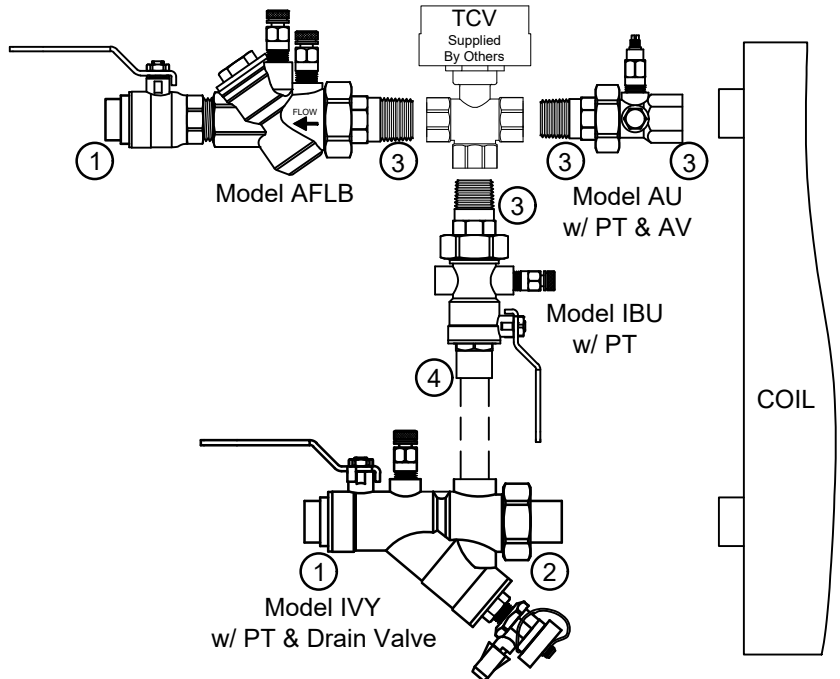 TCV
Supplied
By Others
FLOW
1
3
3
3
Model AFLB
Model AU
w/ PT & AV
3
Model IBU
w/ PT
4
COIL
1
2
Model IVY
w/ PT & Drain Valve